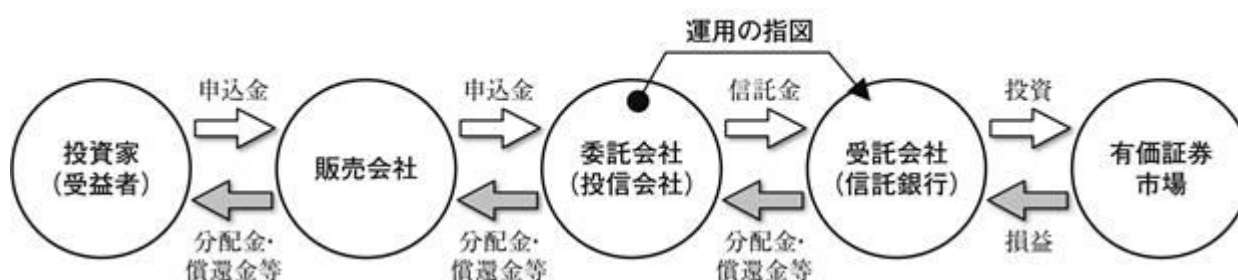 運用の指図
申込金
申込金
信託金
投資
投資家
（受益者）
販売会社
委託会社
（投信会社）
受託会社
（信託銀行）
有価証券
市場
分配金・
償還金等
分配金・
償還金等
分配金・
償還金等
損益